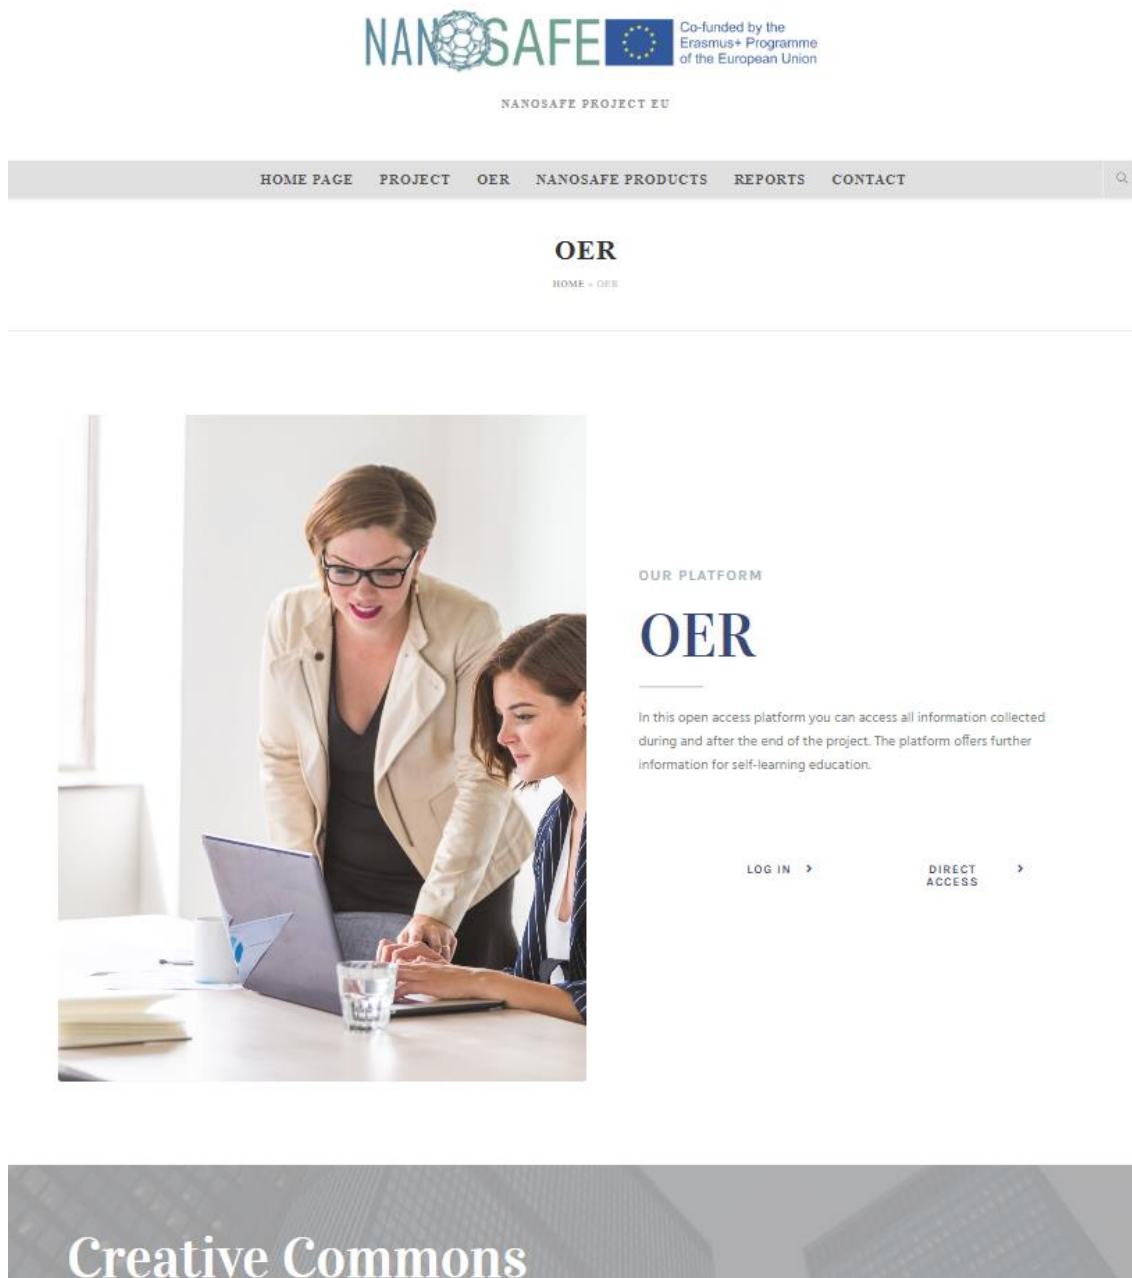 NANOSAFE
Co-funded by the
Erasmus+ Programme
of the European Union
NANOSAFE PROJECT EU
HOME PAGE PROJECT OER NANOSAFE PRODUCTS REPORTS CONTACT
OER
HOME » OER
OUR PLATFORM
OER
In this open access platform you can access all information collected
during and after the end of the project. The platform offers further
information for self-learning education.
LOG IN
DIRECT
ACCESS
Creative Commons